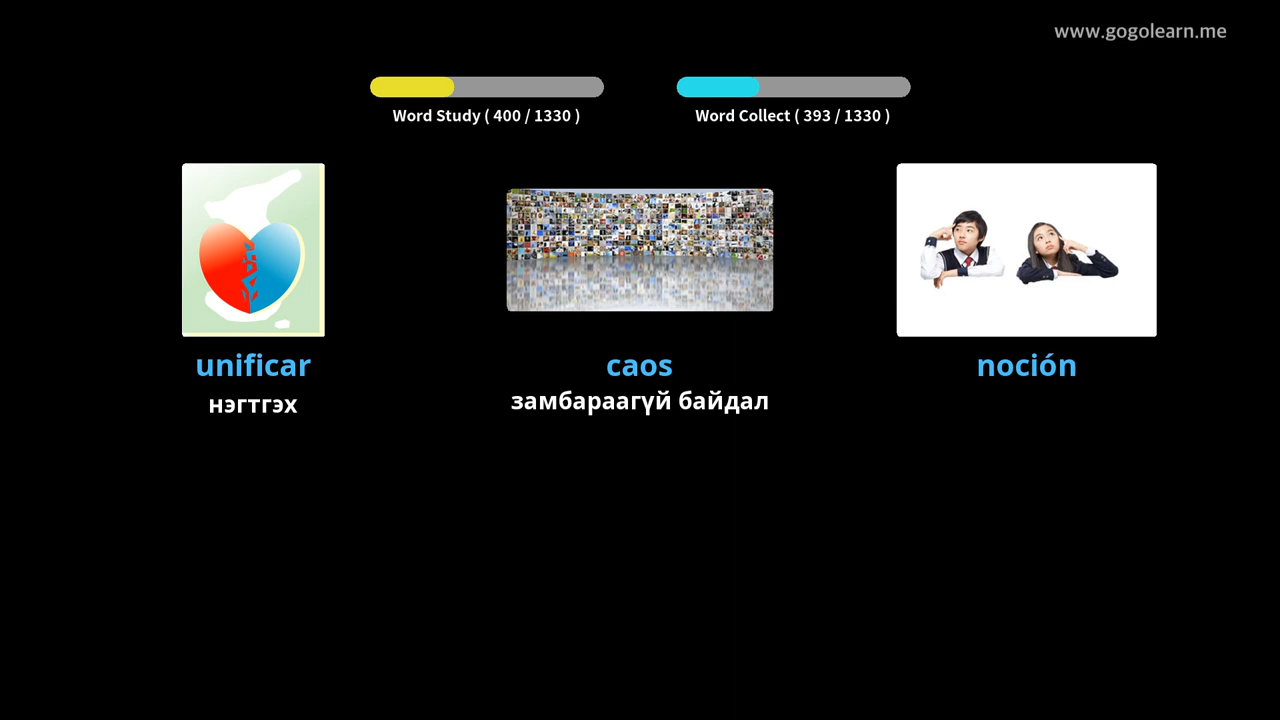 www.gogolearn.me
Word Study ( 400 / 1330 )
Word Collect ( 393 / 1330 )
unificar
нэгтгэх
caos
замбараагүй байдал
noción